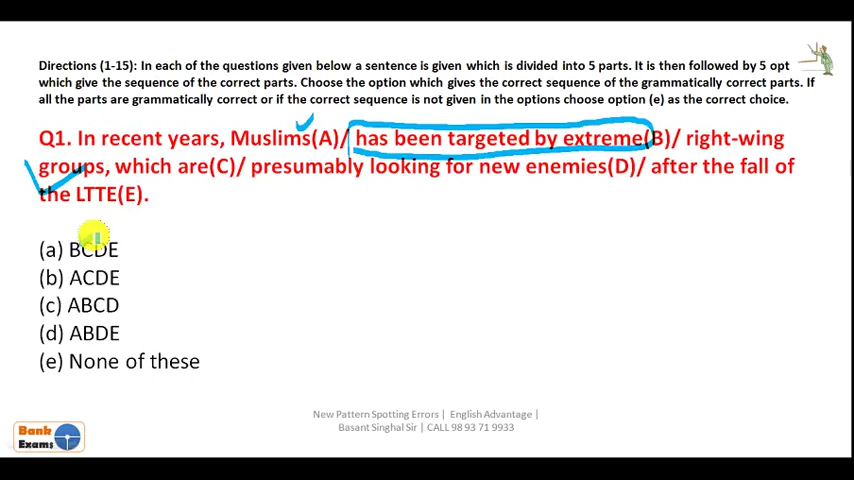 Directions (1-15): In each of the questions given below a sentence is given which is divided into 5 parts. It is then followed by 5 opt
which give the sequence of the correct parts. Choose the option which gives the correct sequence of the grammatically correct parts. If
all the parts are grammatically correct or if the correct sequence is not given in the options choose option (e) as the correct choice.
Q1. In recent years, Muslims(A)/ has been targeted by extreme(B)/ right-wing
groups, which are(C)/ presumably looking for new enemies(D)/ after the fall of
the LTTE(E).
(a) BCDE
(b) ACDE
(c) ABCD
(d) ABDE
(e) None of these
New Pattern Spotting Errors | English Advantage |
Basant Singhal Sir | CALL 98 93 71 9933
Bank
Exams